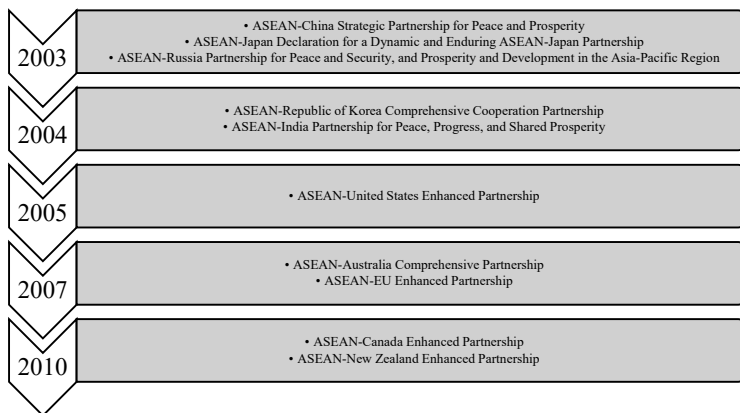 2003
• ASEAN-China Strategic Partnership for Peace and Prosperity
• ASEAN-Japan Declaration for a Dynamic and Enduring ASEAN-Japan Partnership
• ASEAN-Russia Partnership for Peace and Security, and Prosperity and Development in the Asia-Pacific Region
2004
• ASEAN-Republic of Korea Comprehensive Cooperation Partnership
• ASEAN-India Partnership for Peace, Progress, and Shared Prosperity
2005
• ASEAN-United States Enhanced Partnership
2007
• ASEAN-Australia Comprehensive Partnership
• ASEAN-EU Enhanced Partnership
2010
• ASEAN-Canada Enhanced Partnership
• ASEAN-New Zealand Enhanced Partnership